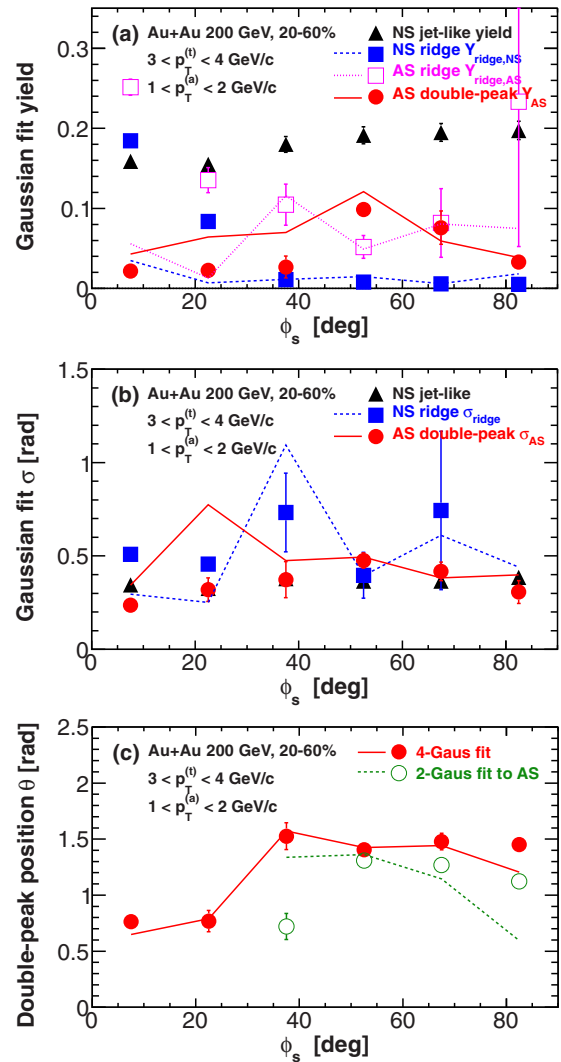 (a) Au+Au 200 GeV, 20-60%
3 < p_T^(t) < 4 GeV/c
1 < p_T^(a) < 2 GeV/c
NS jet-like yield
NS ridge Y_ridge,NS
AS ridge Y_ridge,AS
AS double-peak Y_AS
Gaussian fit yield
0.3
0.2
0.1
0
0 20 40 60 80
ϕ_s [deg]
(b) Au+Au 200 GeV, 20-60%
3 < p_T^(t) < 4 GeV/c
1 < p_T^(a) < 2 GeV/c
NS jet-like
NS ridge σ_ridge
AS double-peak σ_AS
Gaussian fit σ [rad]
1.5
1
0.5
0
0 20 40 60 80
ϕ_s [deg]
(c) Au+Au 200 GeV, 20-60%
3 < p_T^(t) < 4 GeV/c
1 < p_T^(a) < 2 GeV/c
4-Gaus fit
2-Gaus fit to AS
Double-peak position θ [rad]
2.5
2
1.5
1
0.5
0
0 20 40 60 80
ϕ_s [deg]